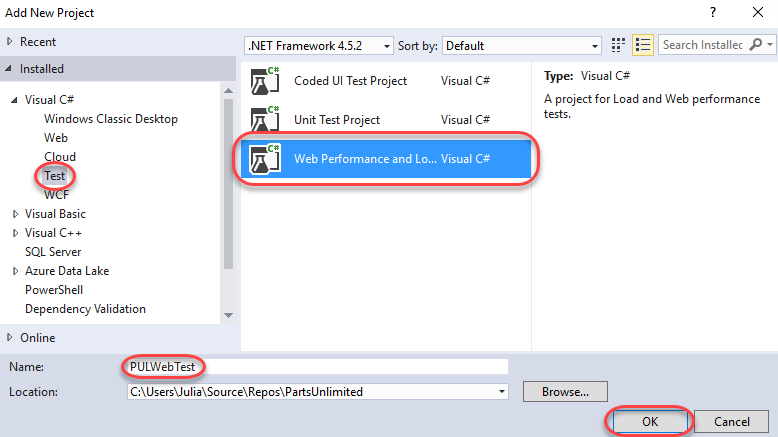 Add New Project
? ×
Recent
Installed
Visual C#
Windows Classic Desktop
Web
Cloud
Test
WCF
Visual Basic
Visual C++
SQL Server
Azure Data Lake
PowerShell
Dependency Validation
Online
.NET Framework 4.5.2 Sort by: Default
Search Installed
C# Coded UI Test Project Visual C#
C# Unit Test Project Visual C#
C# Web Performance and Lo... Visual C#
Type: Visual C#
A project for Load and Web performance
tests.
Name: PULWebTest
Location: C:\Users\Julia\Source\Repos\PartsUnlimited Browse...
OK Cancel